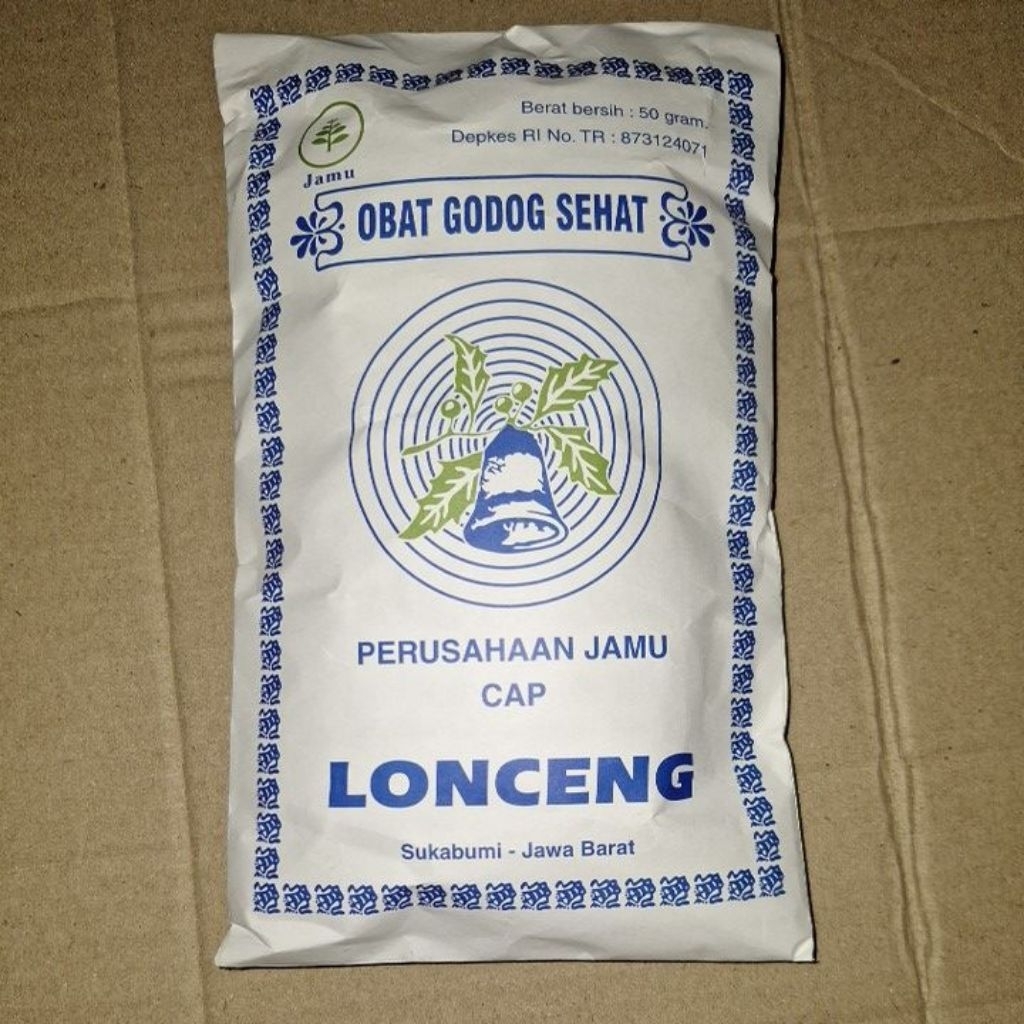 Berat bersih : 50 gram.
Depkes RI No. TR : 873124071
Jamu
OBAT GODOG SEHAT
PERUSAHAAN JAMU
CAP
LONCENG
Sukabumi - Jawa Barat